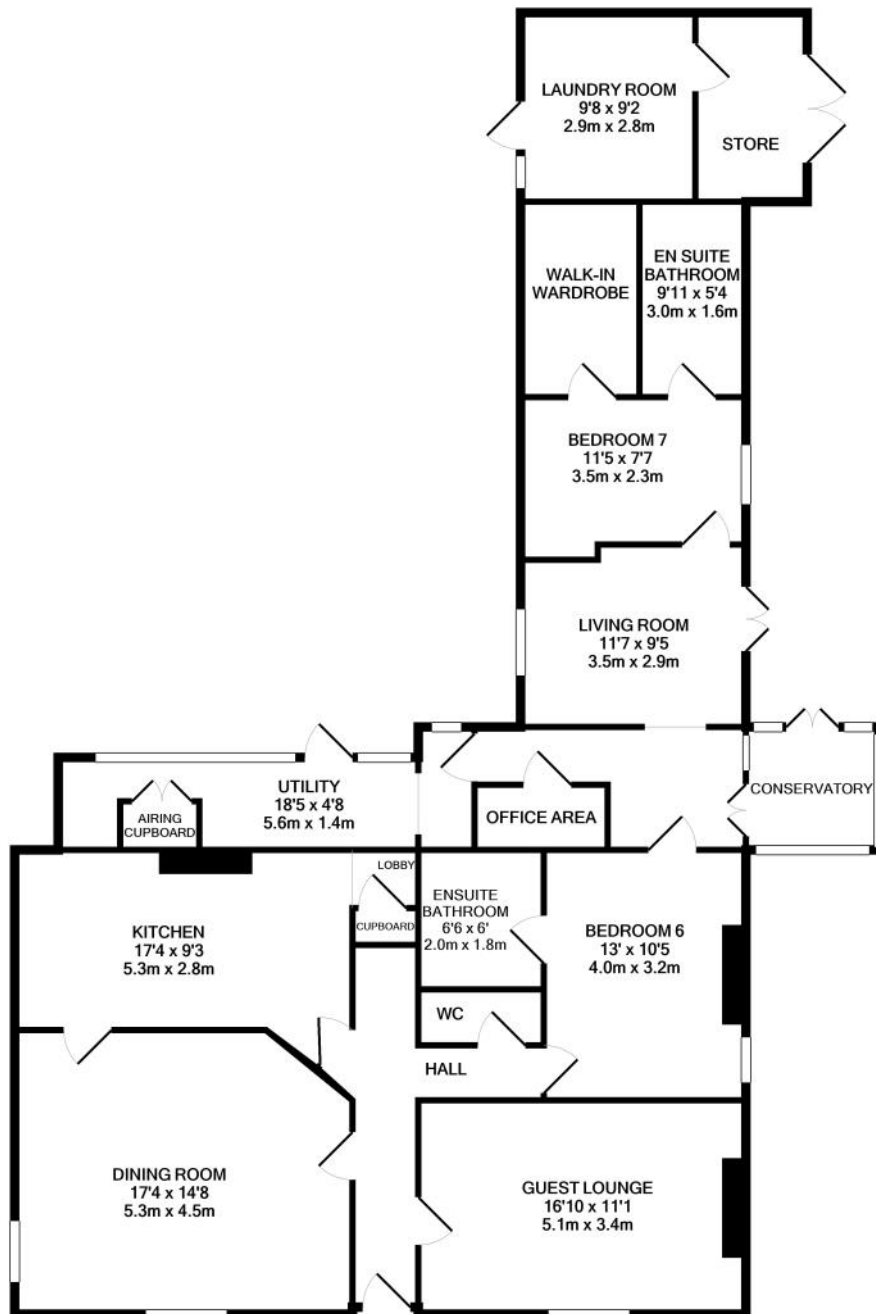 LAUNDRY ROOM
9'8 x 9'2
2.9m x 2.8m
STORE
WALK-IN
WARDROBE
EN SUITE
BATHROOM
9'11 x 5'4
3.0m x 1.6m
BEDROOM 7
11'5 x 7'7
3.5m x 2.3m
LIVING ROOM
11'7 x 9'5
3.5m x 2.9m
UTILITY
18'5 x 4'8
5.6m x 1.4m
AIRING
CUPBOARD
OFFICE AREA
CONSERVATORY
LOBBY
CUPBOARD
KITCHEN
17'4 x 9'3
5.3m x 2.8m
ENSUITE
BATHROOM
6'6 x 6'
2.0m x 1.8m
BEDROOM 6
13' x 10'5
4.0m x 3.2m
WC
HALL
DINING ROOM
17'4 x 14'8
5.3m x 4.5m
GUEST LOUNGE
16'10 x 11'1
5.1m x 3.4m